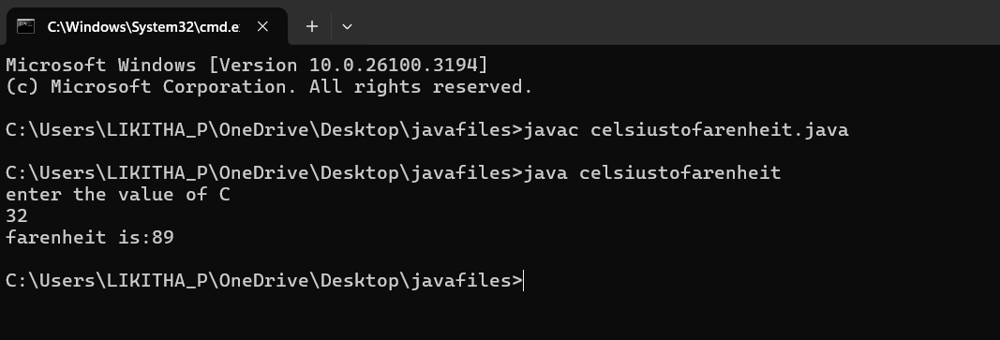 C:\Windows\System32\cmd.e
Microsoft Windows [Version 10.0.26100.3194]
(c) Microsoft Corporation. All rights reserved.
C:\Users\LIKITHA_P\OneDrive\Desktop\javafiles>javac celsiustofarenheit.java
C:\Users\LIKITHA_P\OneDrive\Desktop\javafiles>java celsiustofarenheit
enter the value of C
32
farenheit is:89
C:\Users\LIKITHA_P\OneDrive\Desktop\javafiles>